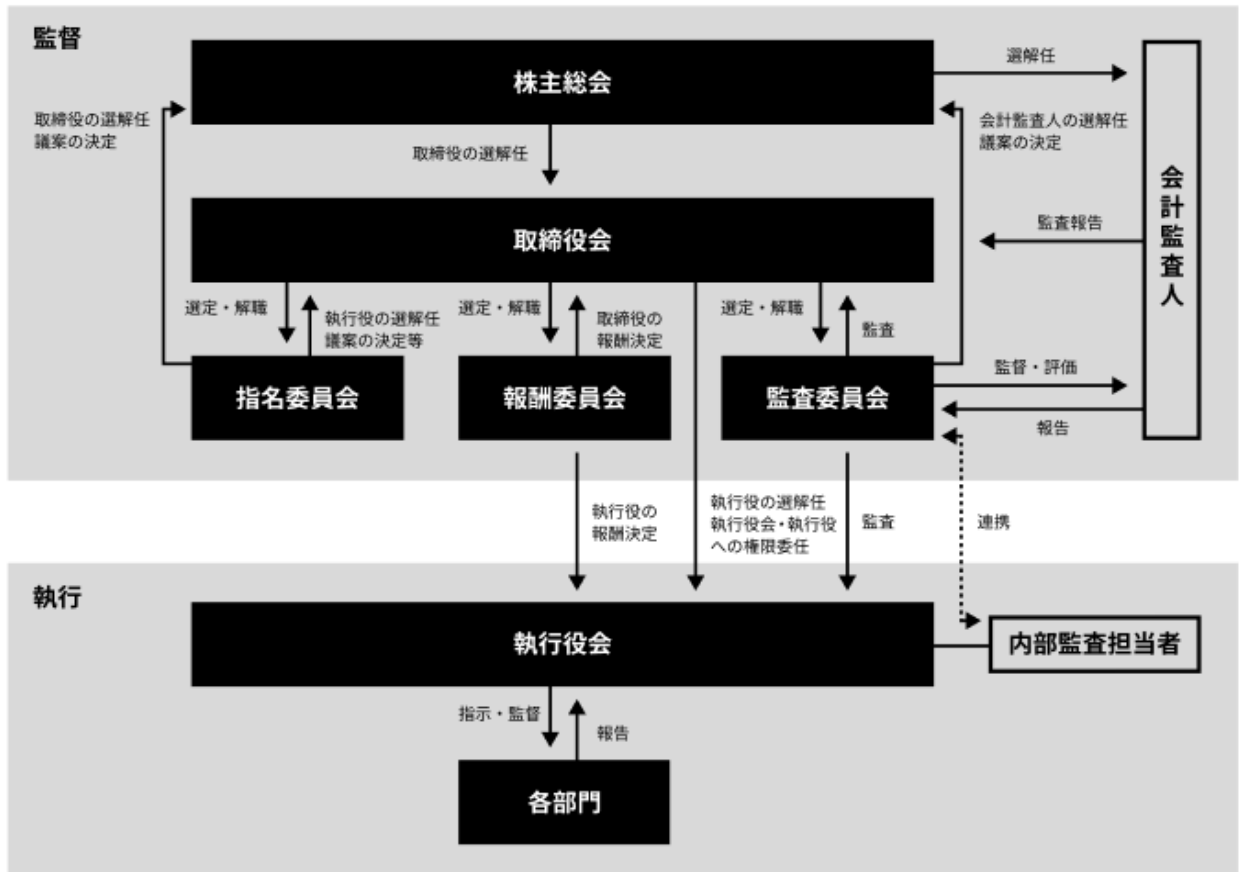 監督
株主総会
選解任
取締役の選解任
議案の決定
会計監査人の選解任
議案の決定
取締役の選解任
会計監査人
取締役会
監査報告
選定・解職
執行役の選解任
議案の決定等
選定・解職
取締役の
報酬決定
選定・解職
監査
指名委員会
報酬委員会
監査委員会
監督・評価
報告
執行役の
報酬決定
執行役の選解任
執行役会・執行役
への権限委任
監査
連携
執行
執行役会
内部監査担当者
指示・監督
報告
各部門